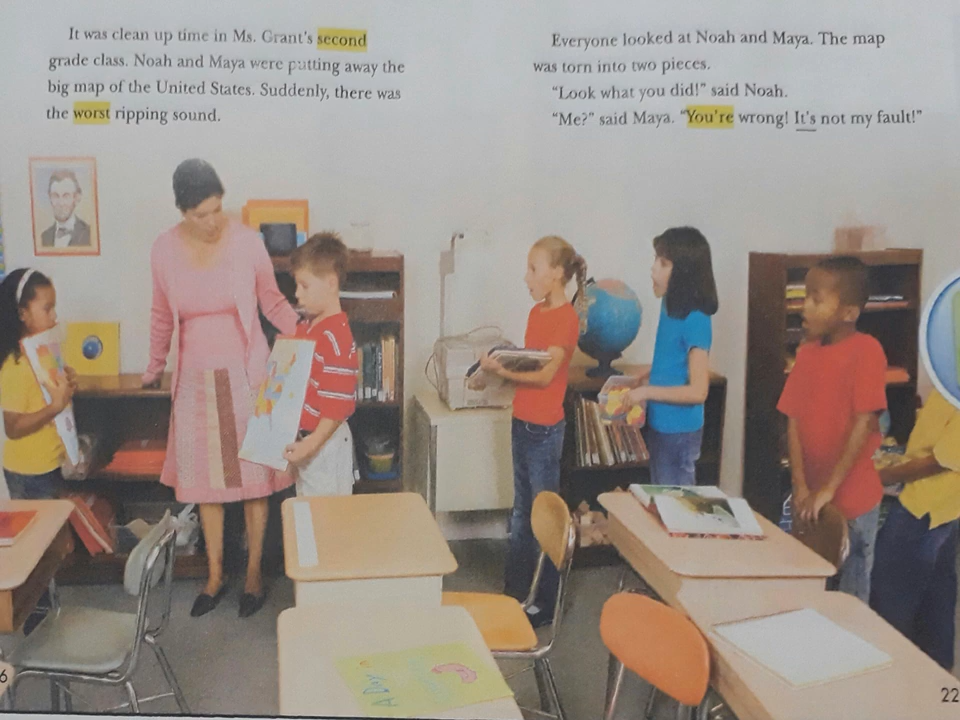 It was clean up time in Ms. Grant's second
grade class. Noah and Maya were putting away the
big map of the United States. Suddenly, there was
the worst ripping sound.
Everyone looked at Noah and Maya. The map
was torn into two pieces.
"Look what you did!" said Noah.
"Me?" said Maya. "You're wrong! It's not my fault!"
A Day
6
22